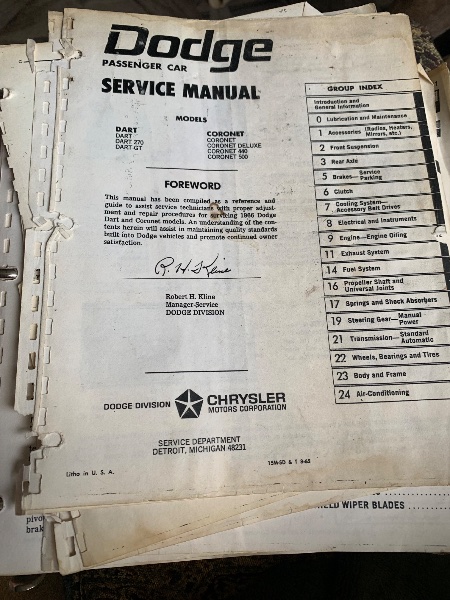 Dodge
PASSENGER CAR
SERVICE MANUAL
MODELS
DART
DART
DART 270
DART GT
CORONET
CORONET
CORONET DELUXE
CORONET 440
CORONET 500
FOREWORD
This manual has been compiled as a reference and
guide to assist service technicians with proper adjust-
ment and repair procedures for servicing 1966 Dodge
Dart and Coronet models. An understanding of the con-
tents herein will assist in maintaining quality standards
built into Dodge vehicles and promote continued owner
satisfaction.
R. H. Kline
Robert H. Kline
Manager-Service
DODGE DIVISION
DODGE DIVISION
CHRYSLER
MOTORS CORPORATION
SERVICE DEPARTMENT
DETROIT, MICHIGAN 48231
Litho in U. S. A.
GROUP INDEX
Introduction and
General Information
0 Lubrication and Maintenance
1 Accessories (Radios, Heaters,
Mirrors, etc.)
2 Front Suspension
3 Rear Axle
5 Brakes—Service
Parking
6 Clutch
7 Cooling System—
Accessory Belt Drives
8 Electrical and Instruments
9 Engine—Engine Oiling
11 Exhaust System
14 Fuel System
16 Propeller Shaft and
Universal Joints
17 Springs and Shock Absorbers
19 Steering Gear—Manual
Power
21 Transmission—Standard
Automatic
22 Wheels, Bearings and Tires
23 Body and Frame
24 Air-Conditioning
WIPER BLADES
pivo
brak